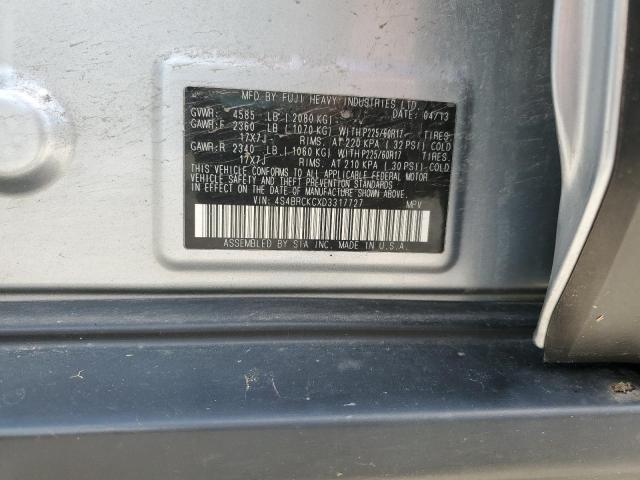 MFD. BY FUJI HEAVY INDUSTRIES LTD.
DATE: 04/13
GVWR: 4585 LB. ( 2080 KG)
GAWR:F 2360 LB. ( 1070 KG) WITH P225/60R17 TIRES
17X7J RIMS, AT 220 KPA ( 32 PSI) COLD
GAWR:R 2340 LB. ( 1060 KG) WITH P225/60R17 TIRES,
17X7J RIMS, AT 210 KPA ( 30 PSI) COLD
THIS VEHICLE CONFORMS TO ALL APPLICABLE FEDERAL MOTOR
VEHICLE SAFETY AND THEFT PREVENTION STANDARDS
IN EFFECT ON THE DATE OF MANUFACTURE SHOWN ABOVE.
VIN: 4S4BRCKCXD3317727 MPV
ASSEMBLED BY SIA INC. MADE IN U.S.A.